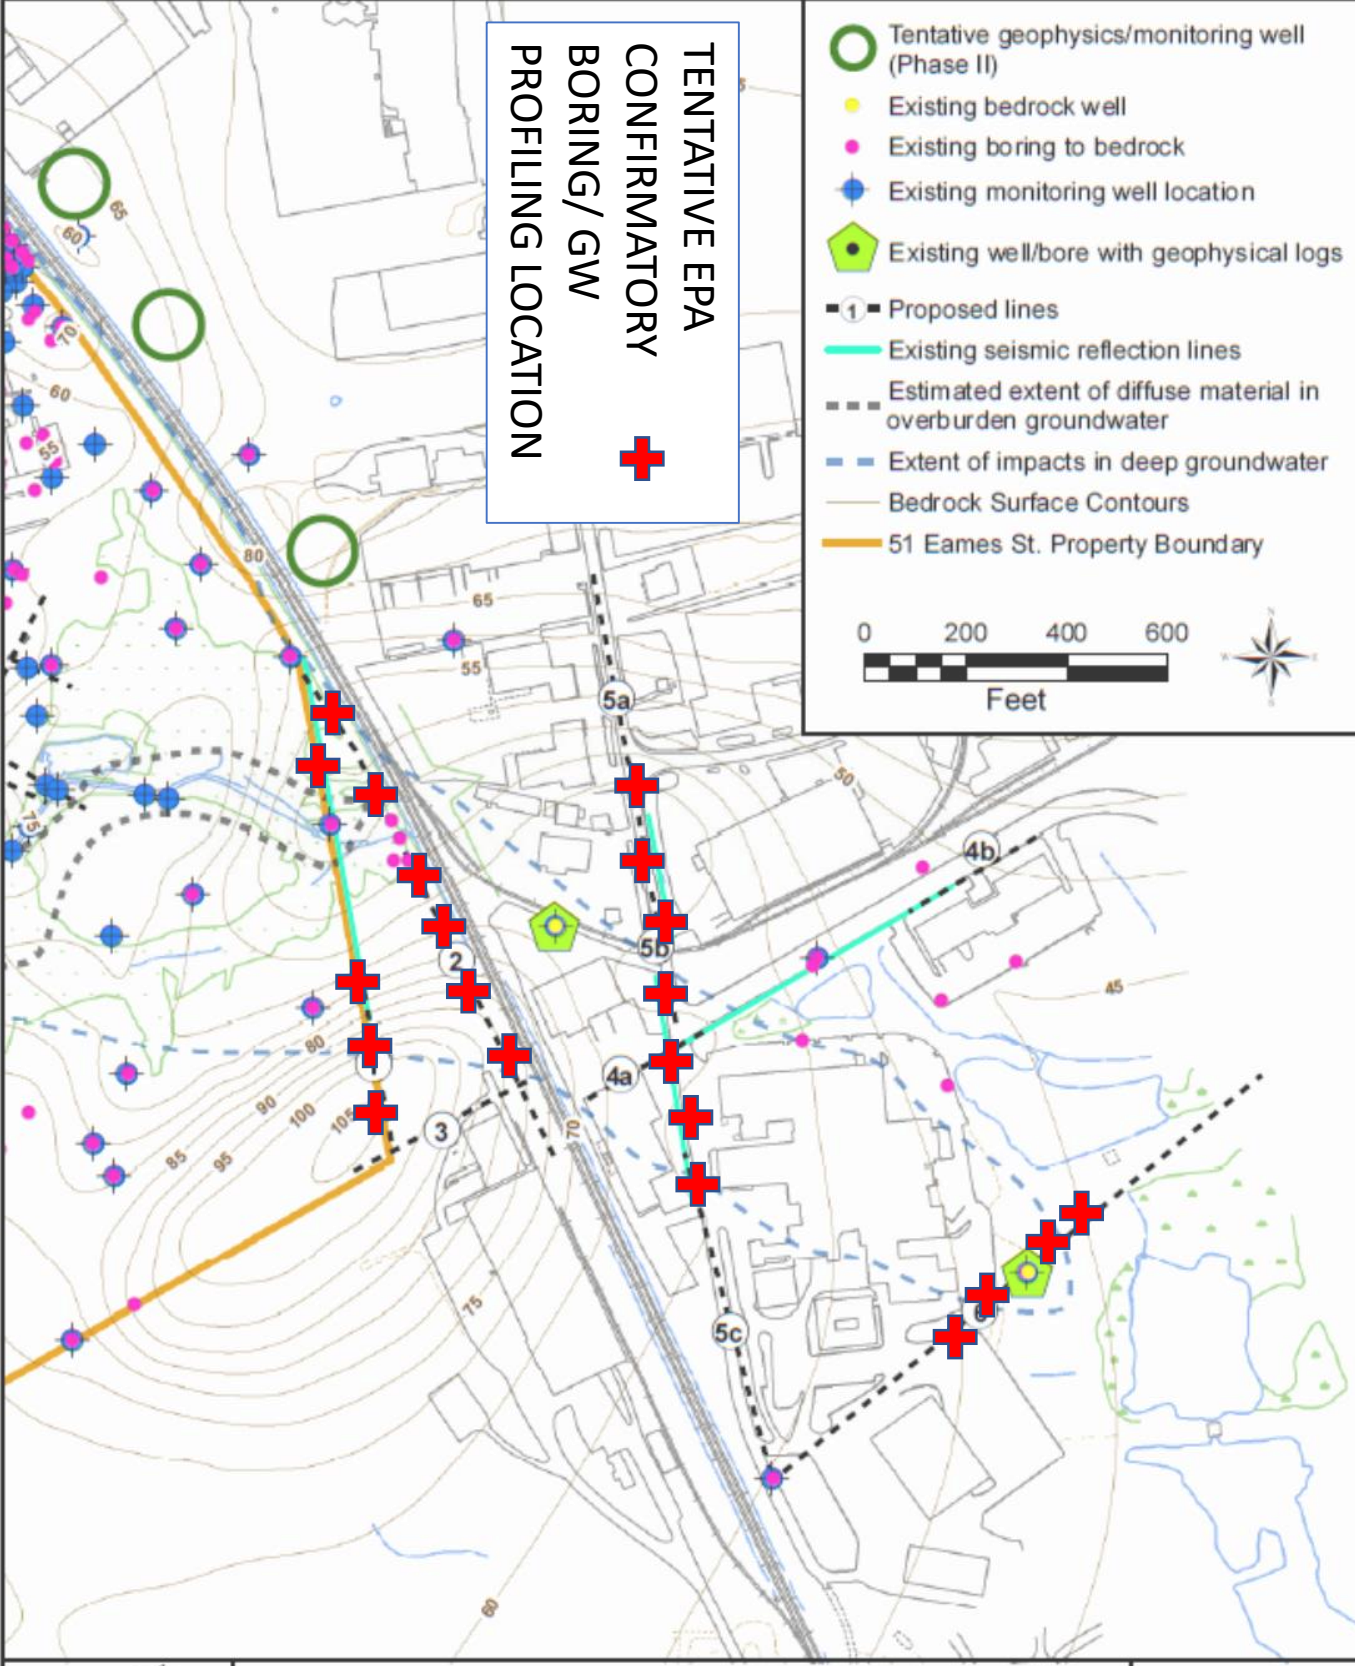 TENTATIVE EPA
CONFIRMATORY
BORING/ GW
PROFILING LOCATION
Tentative geophysics/monitoring well
(Phase II)
Existing bedrock well
Existing boring to bedrock
Existing monitoring well location
Existing well/bore with geophysical logs
1
Proposed lines
Existing seismic reflection lines
Estimated extent of diffuse material in
overburden groundwater
Extent of impacts in deep groundwater
Bedrock Surface Contours
51 Eames St. Property Boundary
0 200 400 600
Feet
N
W
E
S
65
60
70
60
55
80
65
55
5a
50
4b
75
2
5b
45
80
4a
90
100
105
3
70
85
95
75
5c
60